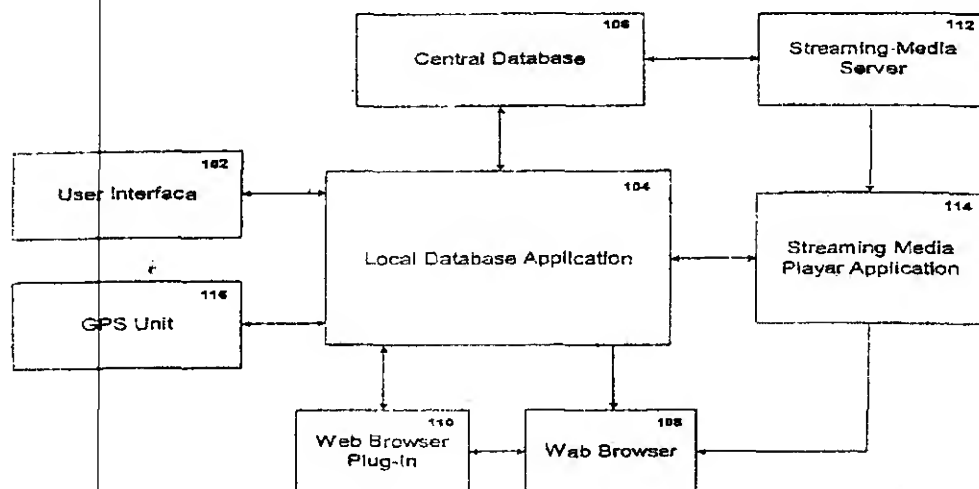 106
Central Database
112
Streaming-Media
Server
102
User Interfaca
104
Local Database Application
114
Streaming Media
Player Application
116
GPS Unit
110
Web Browser
Plug-In
108
Wab Browser